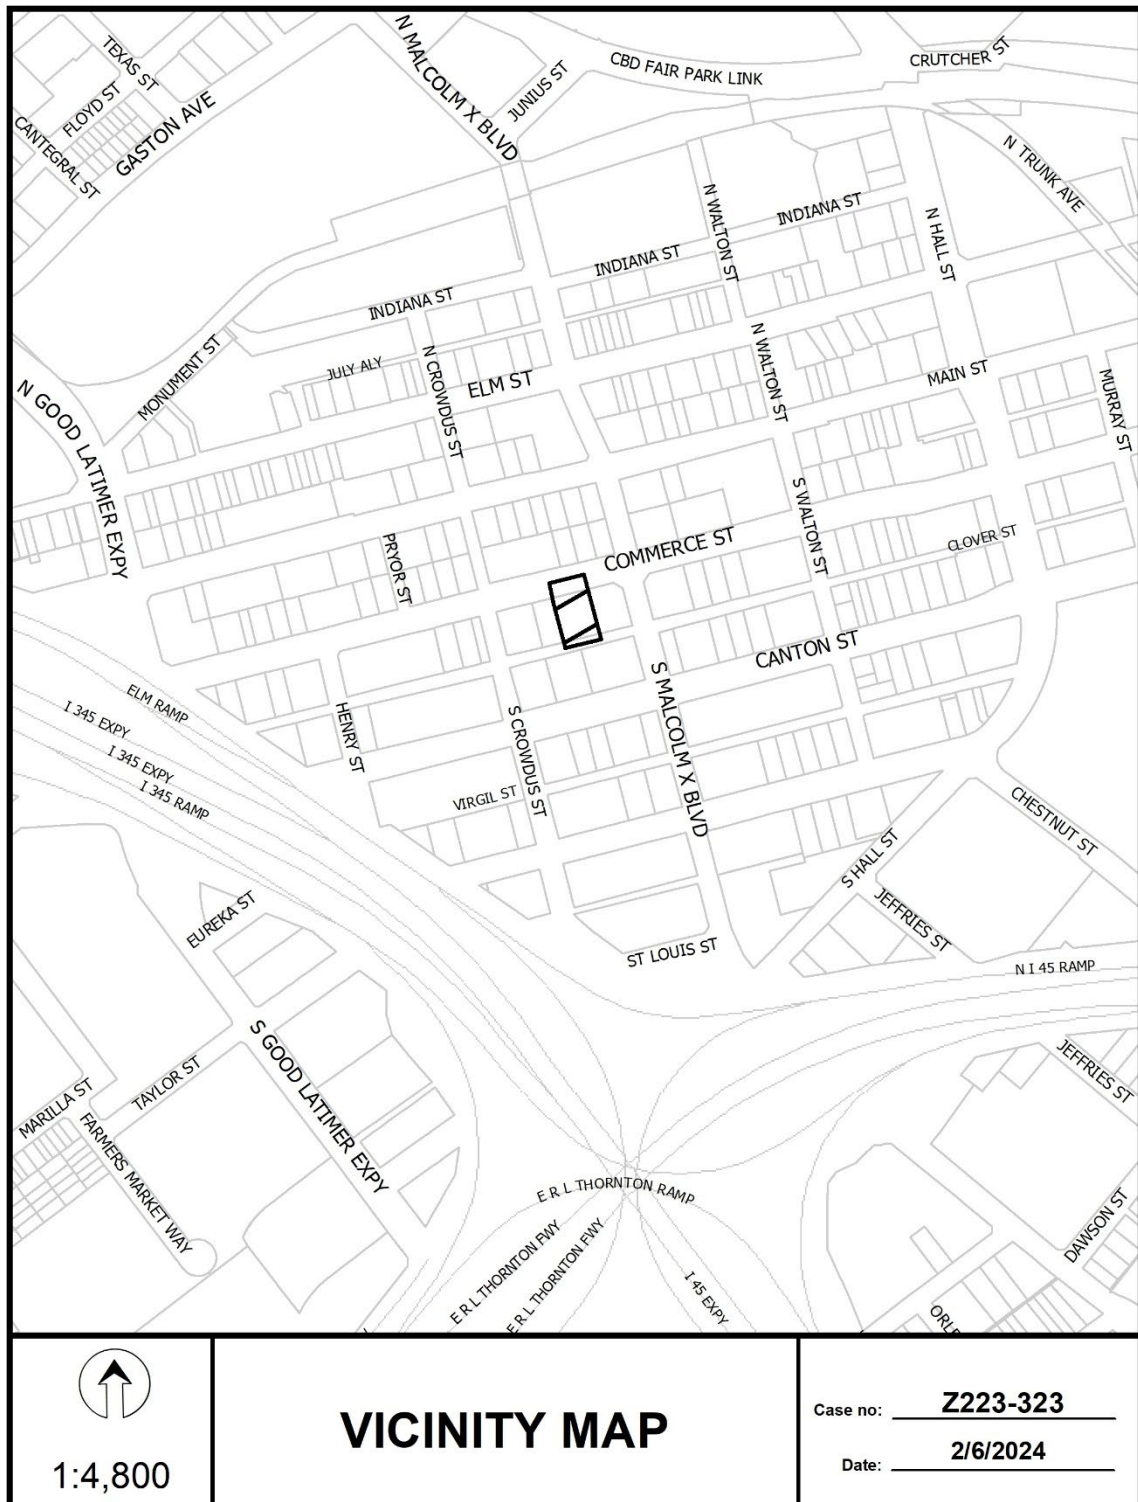 TEXAS ST
N MALCOLM X BLVD
JUNIUS ST
CBD FAIR PARK LINK
CRUTCHER ST
FLOYD ST
CANTEGRAL ST
GASTON AVE
N TRUNK AVE
N WALTON ST
INDIANA ST
N HALL ST
INDIANA ST
INDIANA ST
MONUMENT ST
JULY ALY
N CROWDUS ST
ELM ST
N WALTON ST
MAIN ST
MURRAY ST
N GOOD LATIMER EXPY
PRYOR ST
COMMERCE ST
S WALTON ST
CLOVER ST
CANTON ST
ELM RAMP
I 345 EXPY
I 345 EXPY
I 345 RAMP
HENRY ST
S CROWDUS ST
S MALCOLM X BLVD
VIRGIL ST
CHESTNUT ST
S HALL ST
JEFFRIES ST
EUREKA ST
ST LOUIS ST
N I 45 RAMP
S GOOD LATIMER EXPY
JEFFRIES ST
MARILLA ST
TAYLOR ST
FARMERS MARKET WAY
E R L THORNTON RAMP
DAWSON ST
E R L THORNTON FWY
E R L THORNTON FWY
I 45 EXPY
1:4,800
VICINITY MAP
Case no: Z223-323
Date: 2/6/2024